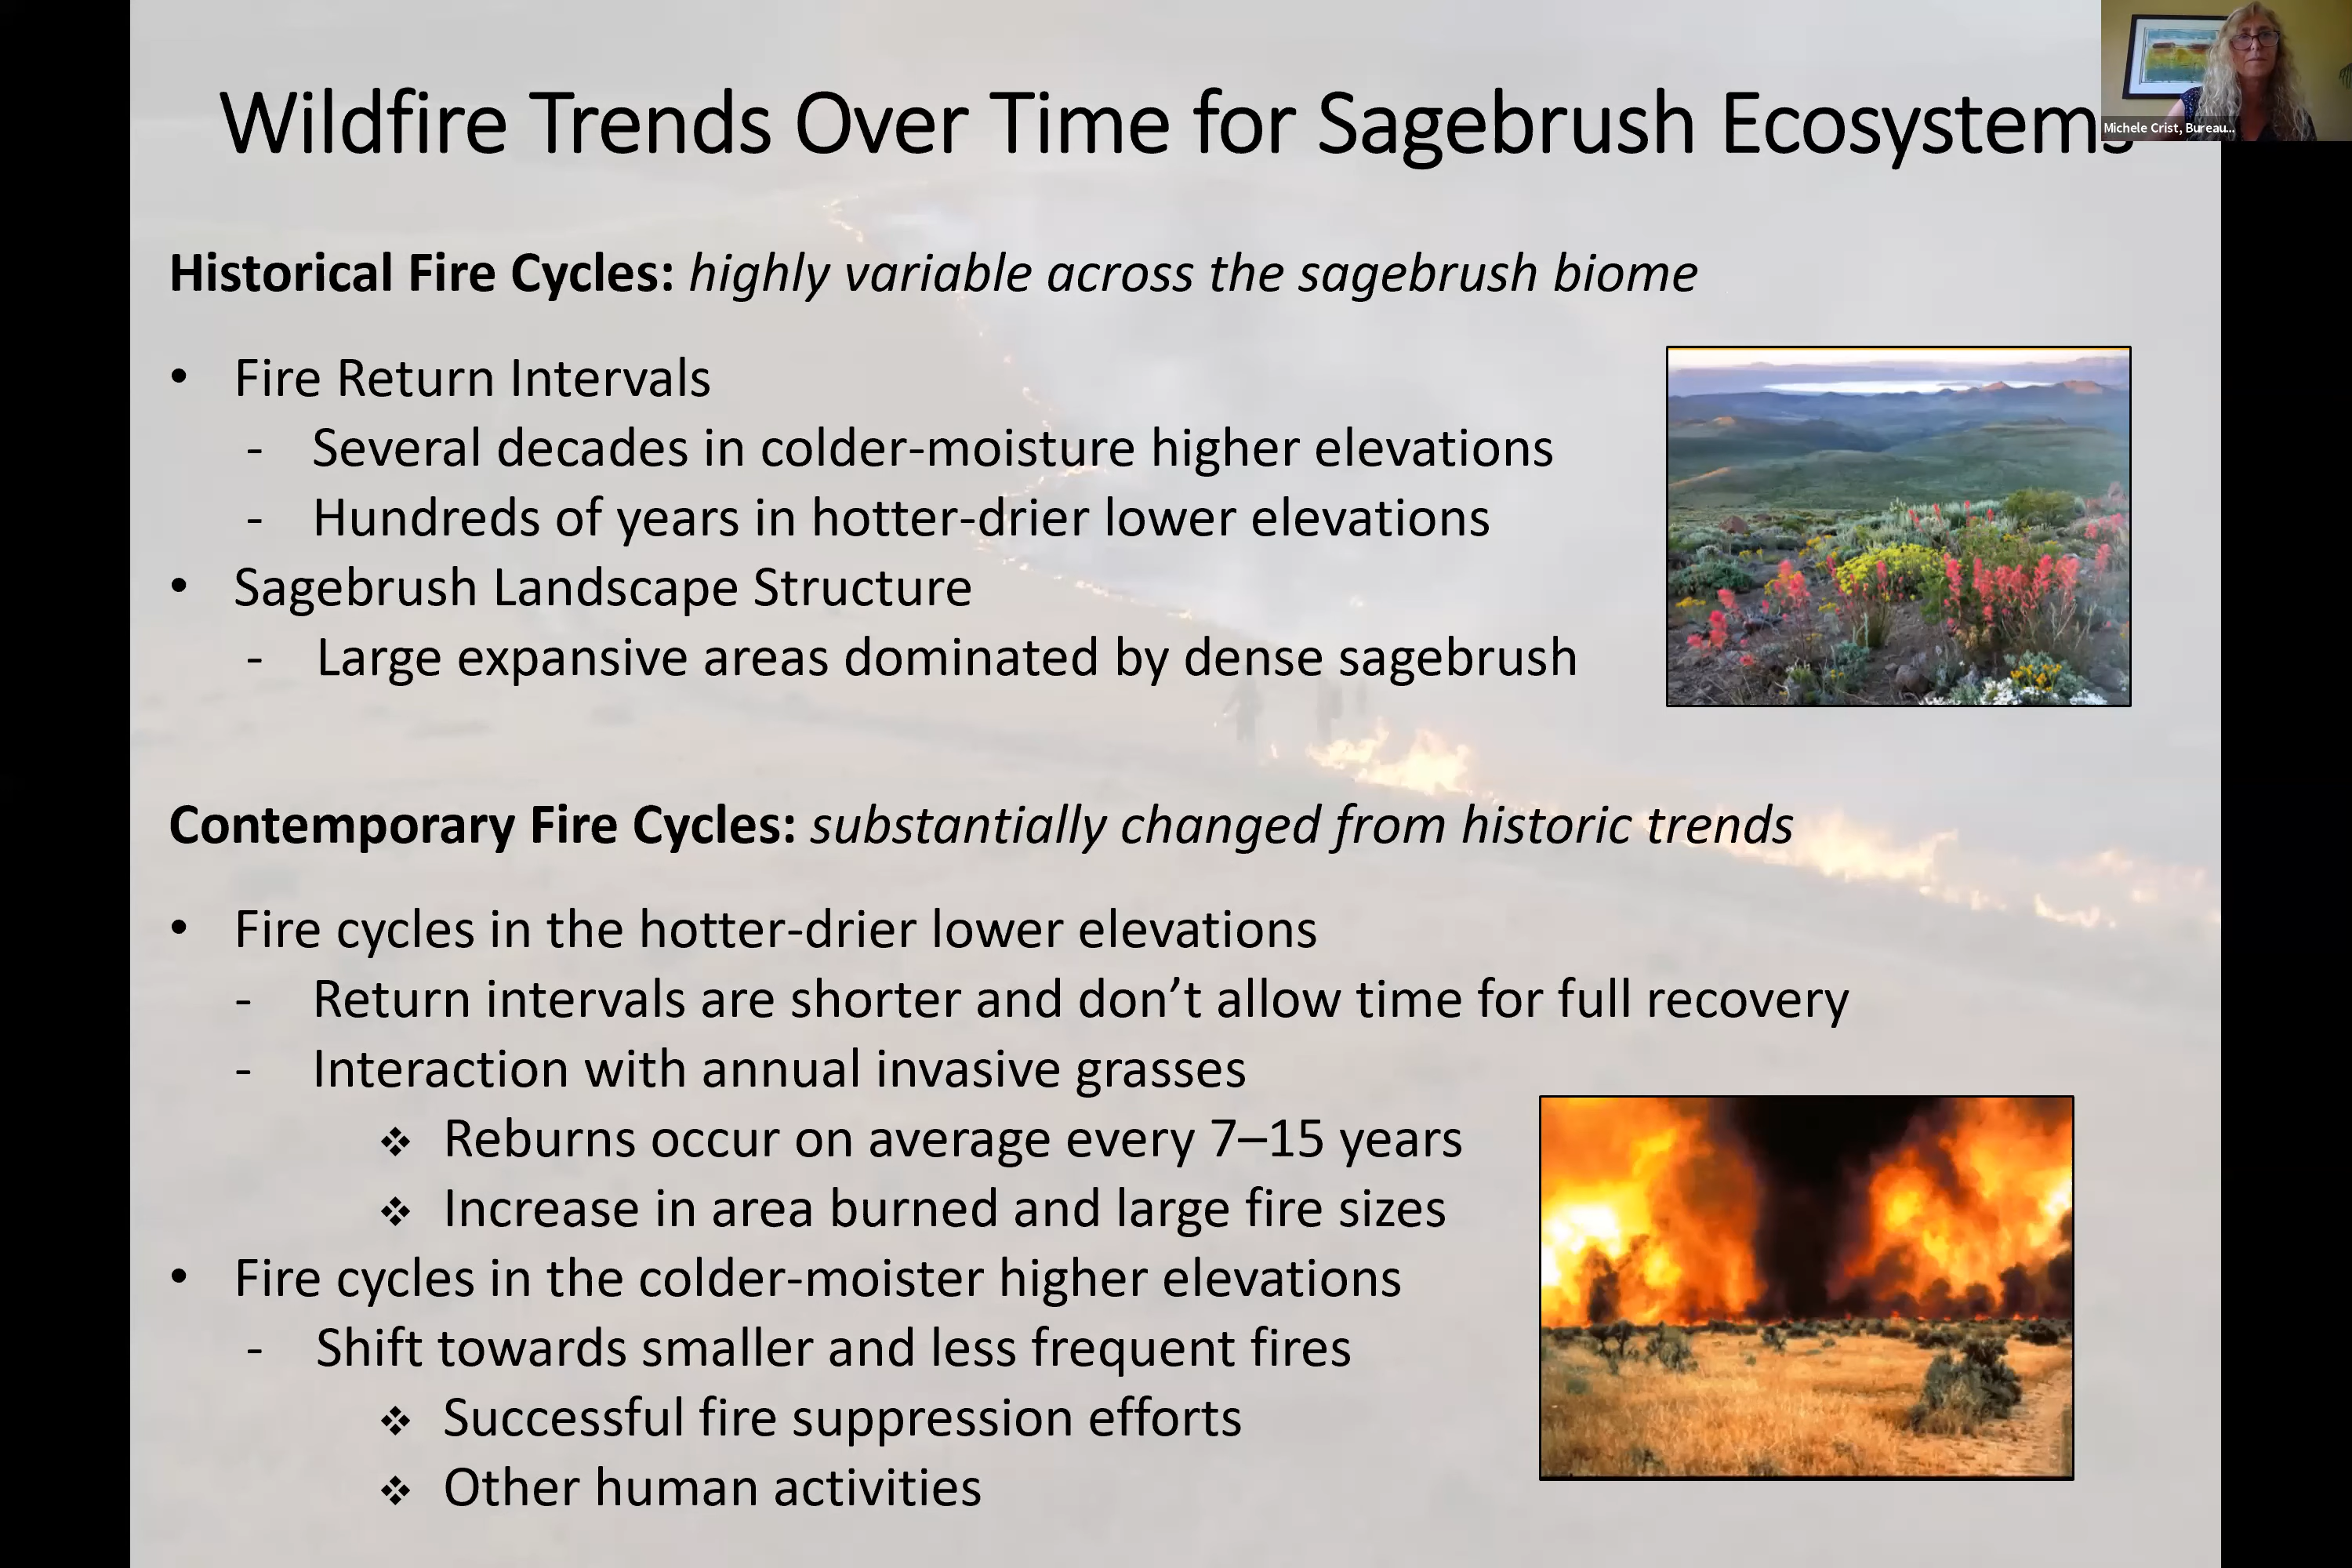 Wildfire Trends Over Time for Sagebrush Ecosystems
Michele Crist, Bureau...
Historical Fire Cycles: highly variable across the sagebrush biome
• Fire Return Intervals
- Several decades in colder-moisture higher elevations
- Hundreds of years in hotter-drier lower elevations
• Sagebrush Landscape Structure
- Large expansive areas dominated by dense sagebrush
Contemporary Fire Cycles: substantially changed from historic trends
• Fire cycles in the hotter-drier lower elevations
- Return intervals are shorter and don’t allow time for full recovery
- Interaction with annual invasive grasses
❖ Reburns occur on average every 7–15 years
❖ Increase in area burned and large fire sizes
• Fire cycles in the colder-moister higher elevations
- Shift towards smaller and less frequent fires
❖ Successful fire suppression efforts
❖ Other human activities